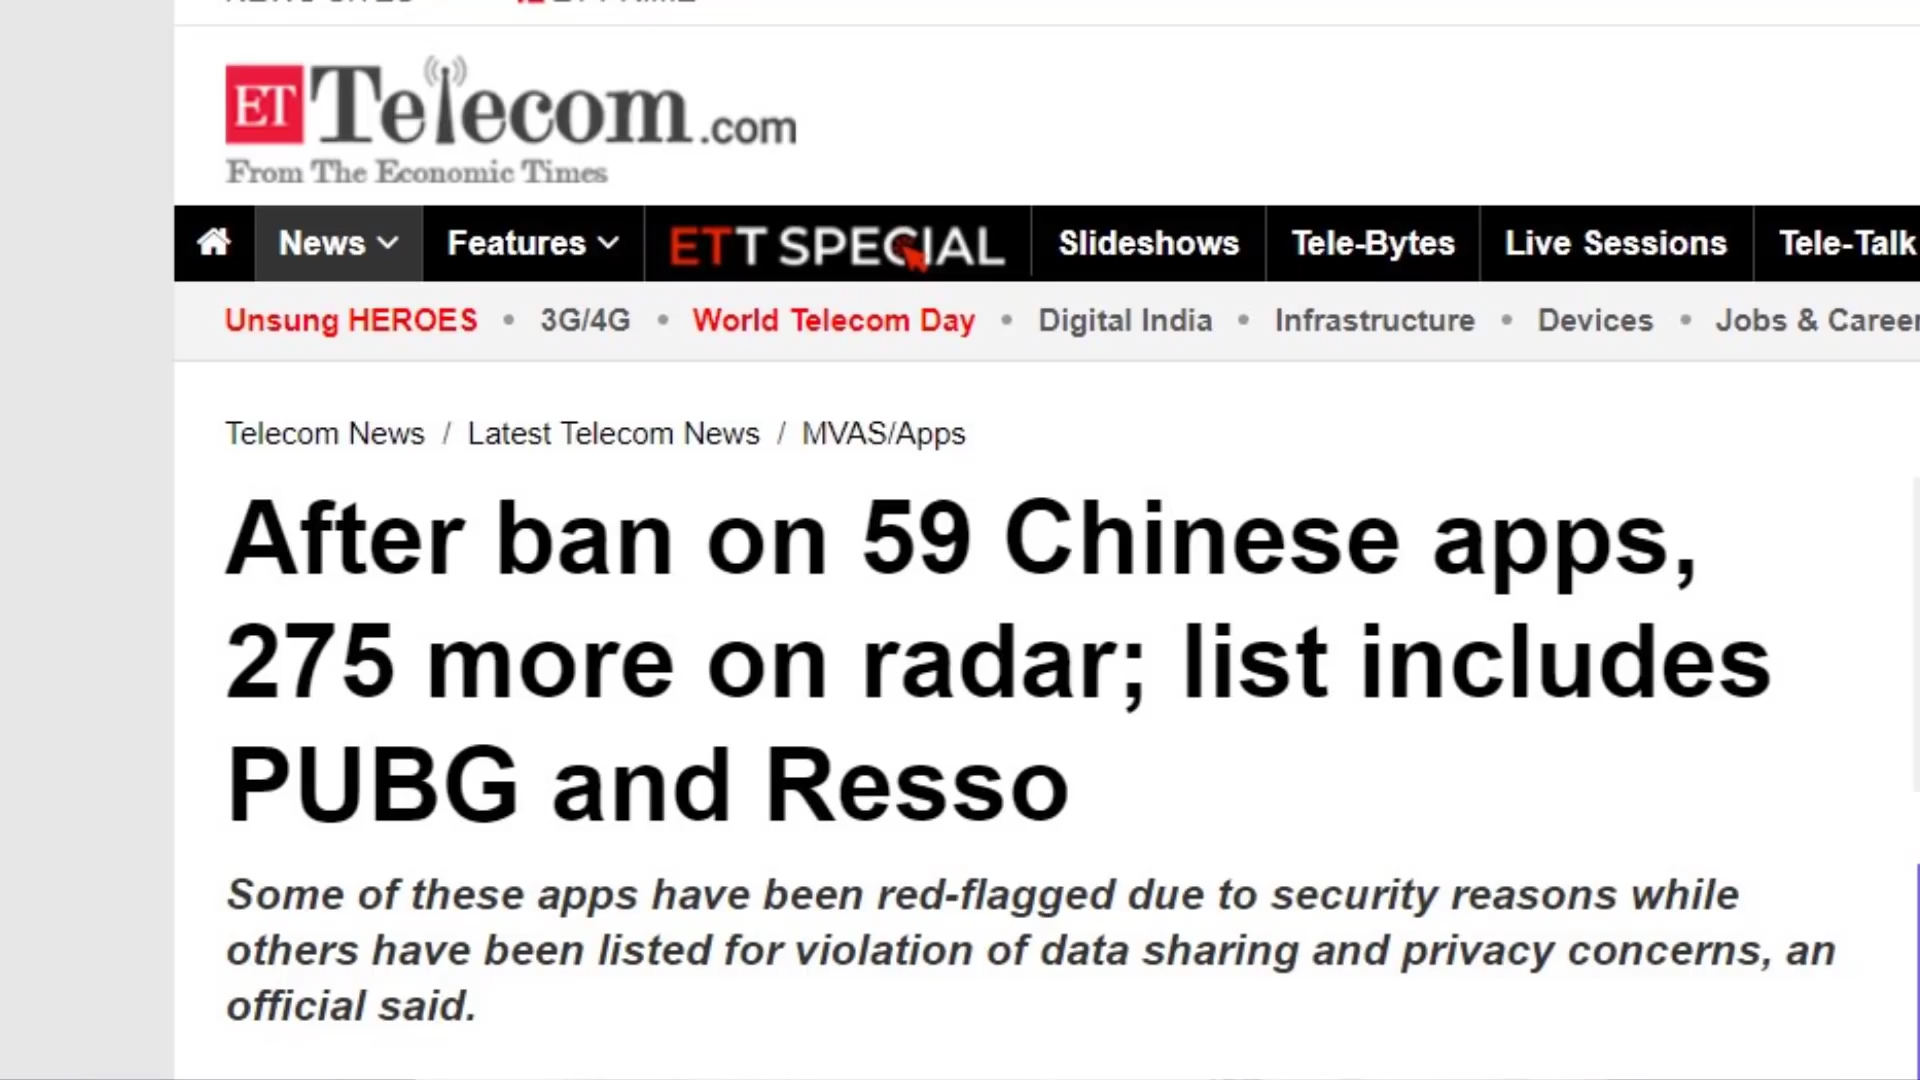 ET Telecom.com
From The Economic Times
News Features ETT SPECIAL Slideshows Tele-Bytes Live Sessions Tele-Talk
Unsung HEROES • 3G/4G • World Telecom Day • Digital India • Infrastructure • Devices • Jobs & Career
Telecom News / Latest Telecom News / MVAS/Apps
After ban on 59 Chinese apps,
275 more on radar; list includes
PUBG and Resso
Some of these apps have been red-flagged due to security reasons while
others have been listed for violation of data sharing and privacy concerns, an
official said.